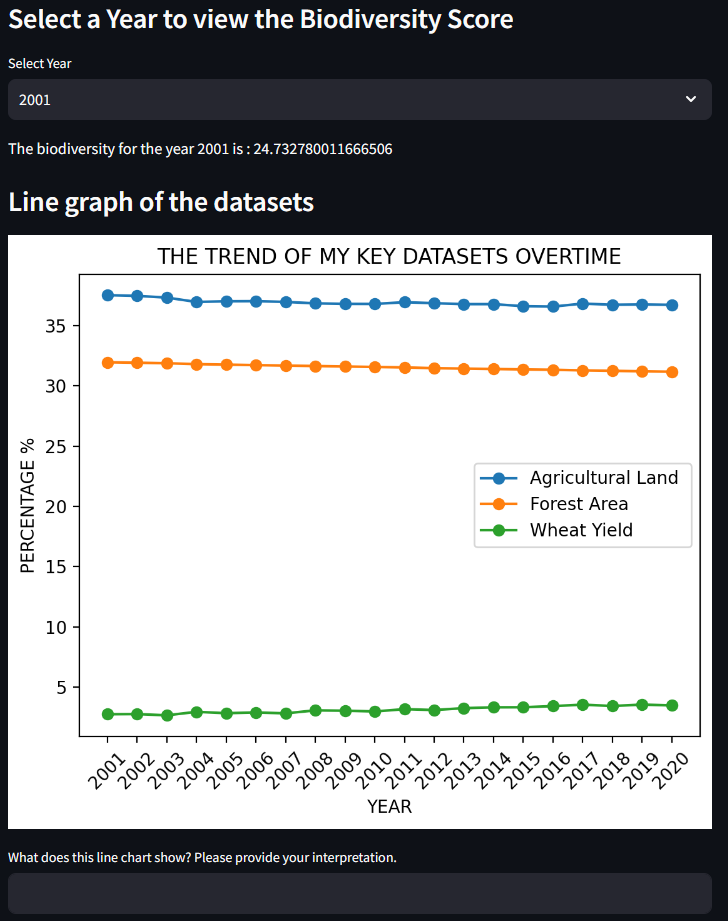 Select a Year to view the Biodiversity Score
Select Year
2001
The biodiversity for the year 2001 is : 24.732780011666506
Line graph of the datasets
THE TREND OF MY KEY DATASETS OVERTIME
35
30
25
20
15
10
5
PERCENTAGE %
Agricultural Land
Forest Area
Wheat Yield
2001 2002 2003 2004 2005 2006 2007 2008 2009 2010 2011 2012 2013 2014 2015 2016 2017 2018 2019 2020
YEAR
What does this line chart show? Please provide your interpretation.